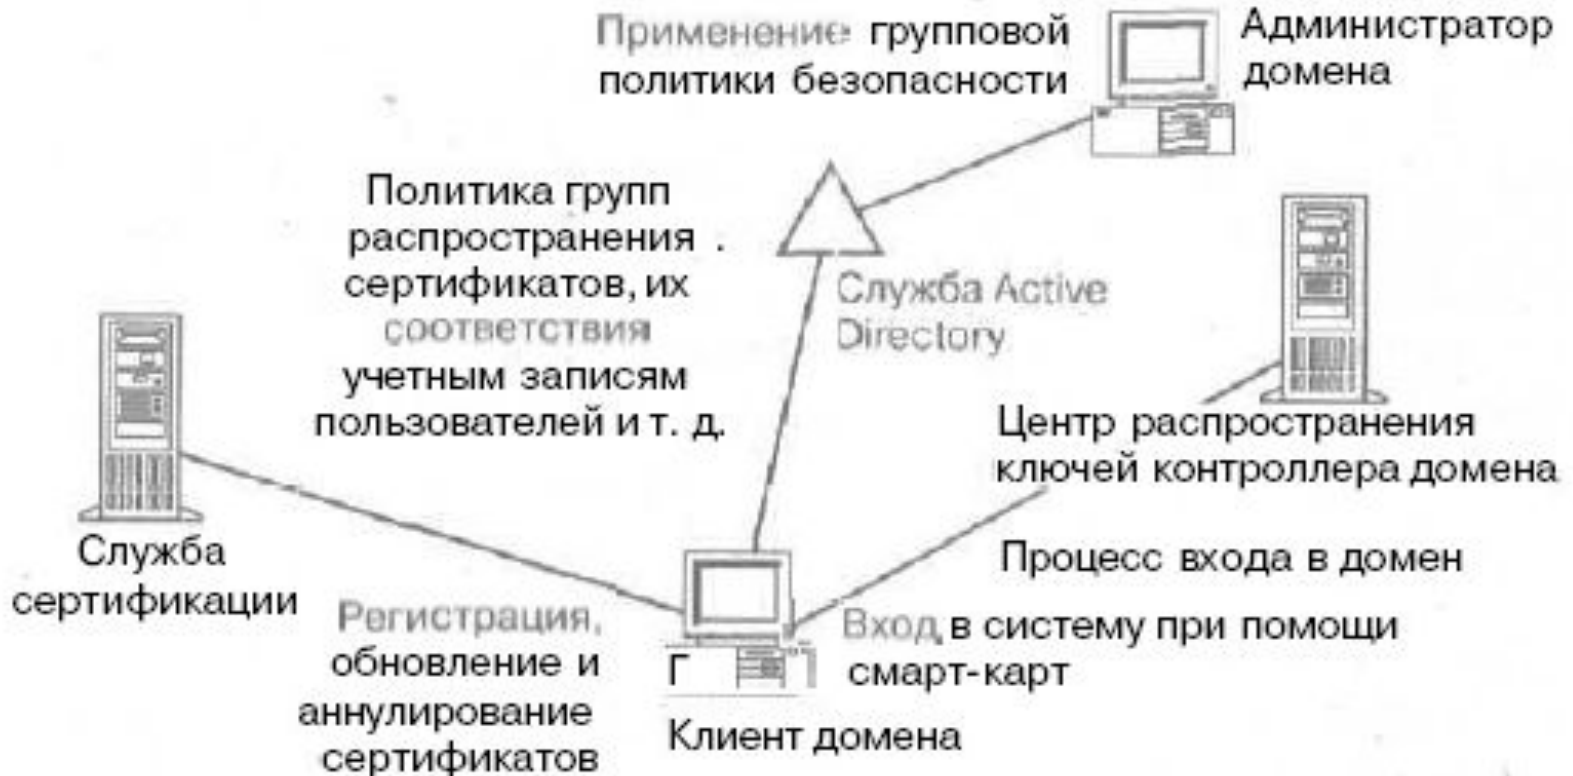 Применение групповой
политики безопасности
Администратор
домена
Политика групп
распространения
сертификатов, их
соответствия
учетным записям
пользователей и т. д.
Служба Active
Directory
Центр распространения
ключей контроллера домена
Служба
сертификации
Процесс входа в домен
Регистрация,
обновление и
аннулирование
сертификатов
Вход в систему при помощи
смарт-карт
Клиент домена